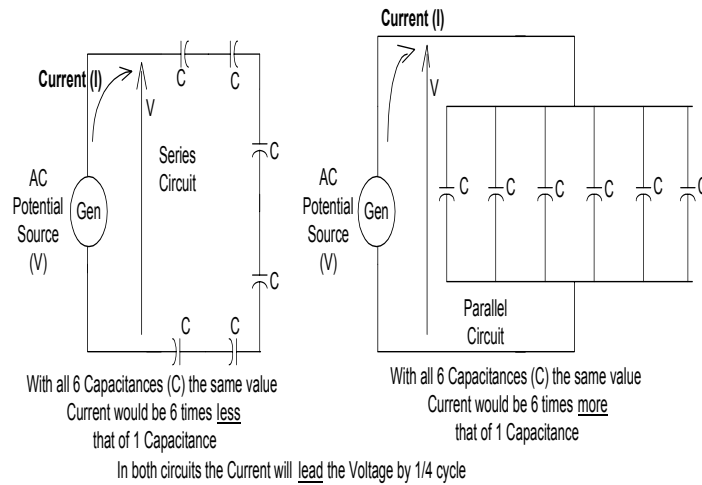 Current (I)
C
C
V
Series
Circuit
C
AC
Potential
Source
(V)
Gen
C
C
C
With all 6 Capacitances (C) the same value
Current would be 6 times less
that of 1 Capacitance
Current (I)
V
AC
Potential
Source
(V)
Gen
C
C
C
C
C
C
Parallel
Circuit
With all 6 Capacitances (C) the same value
Current would be 6 times more
that of 1 Capacitance
In both circuits the Current will lead the Voltage by 1/4 cycle